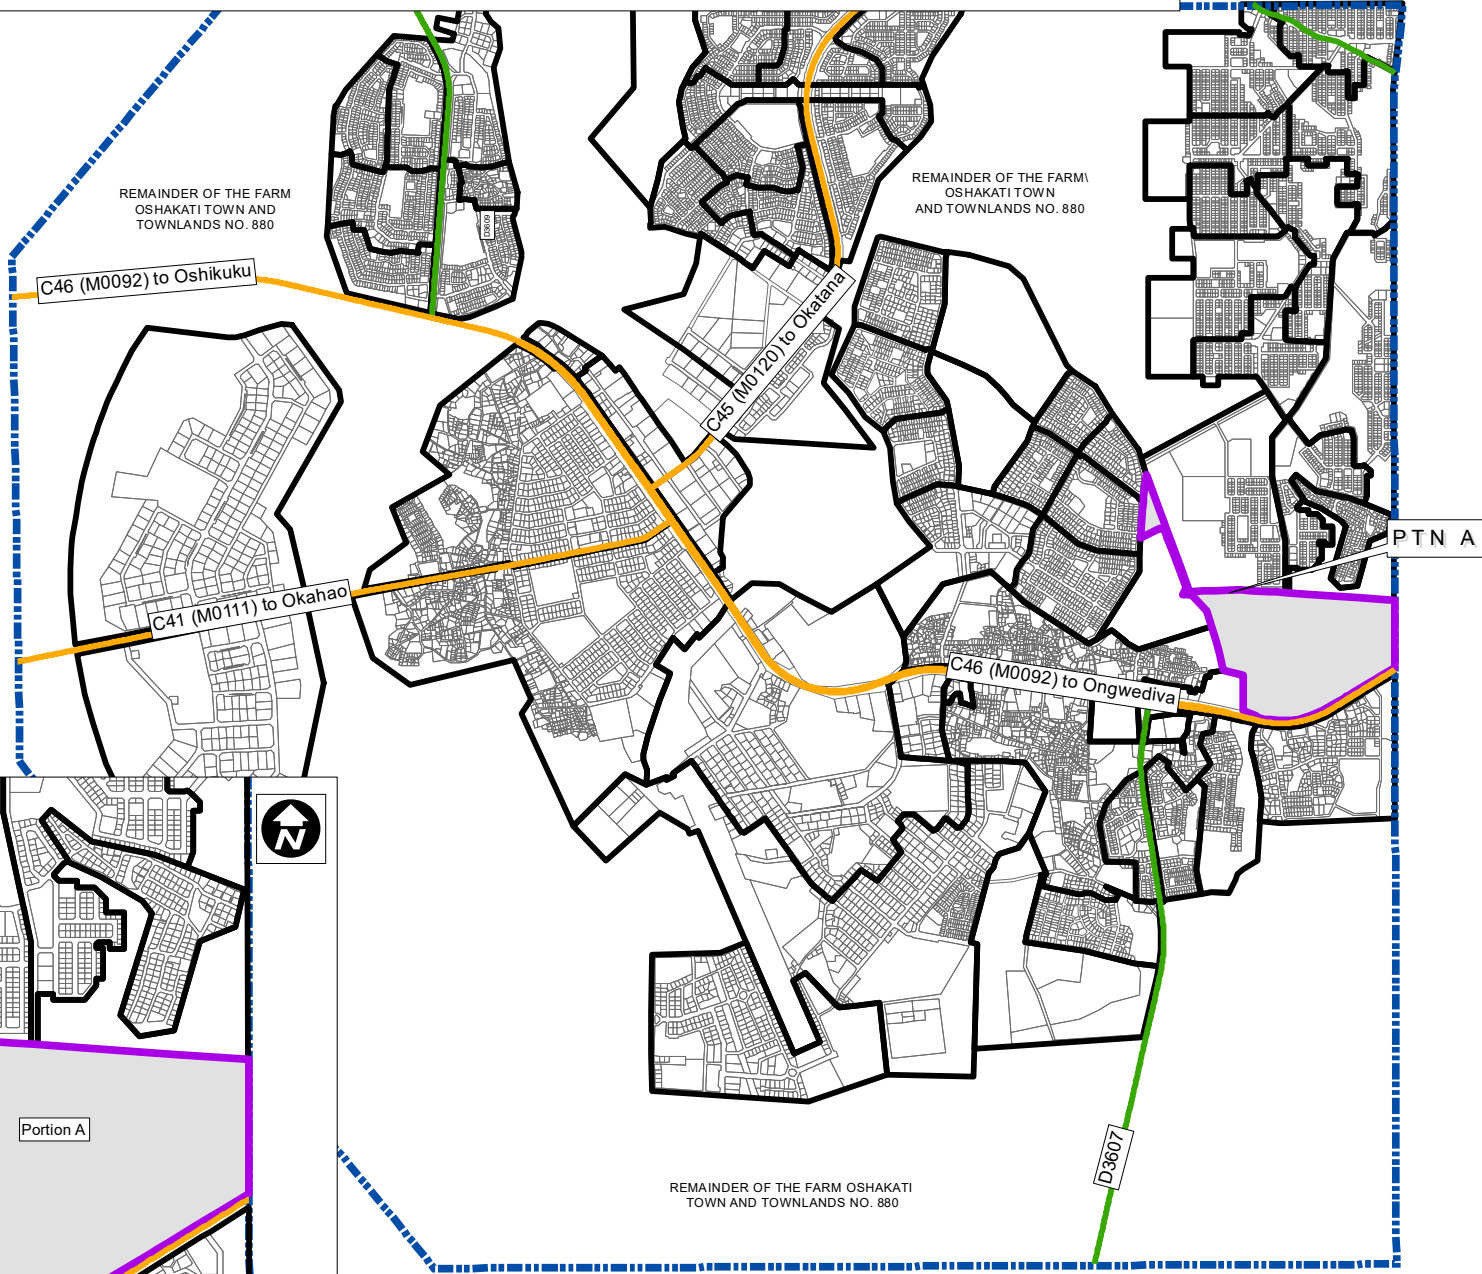 REMAINDER OF THE FARM
OSHAKATI TOWN AND
TOWNLANDS NO. 880
REMAINDER OF THE FARM\
OSHAKATI TOWN
AND TOWNLANDS NO. 880
D3609
C46 (M0092) to Oshikuku
C45 (M0120) to Okatana
PTN A
C41 (M0111) to Okahao
C46 (M0092) to Ongwediva
N
Portion A
D3607
REMAINDER OF THE FARM OSHAKATI
TOWN AND TOWNLANDS NO. 880